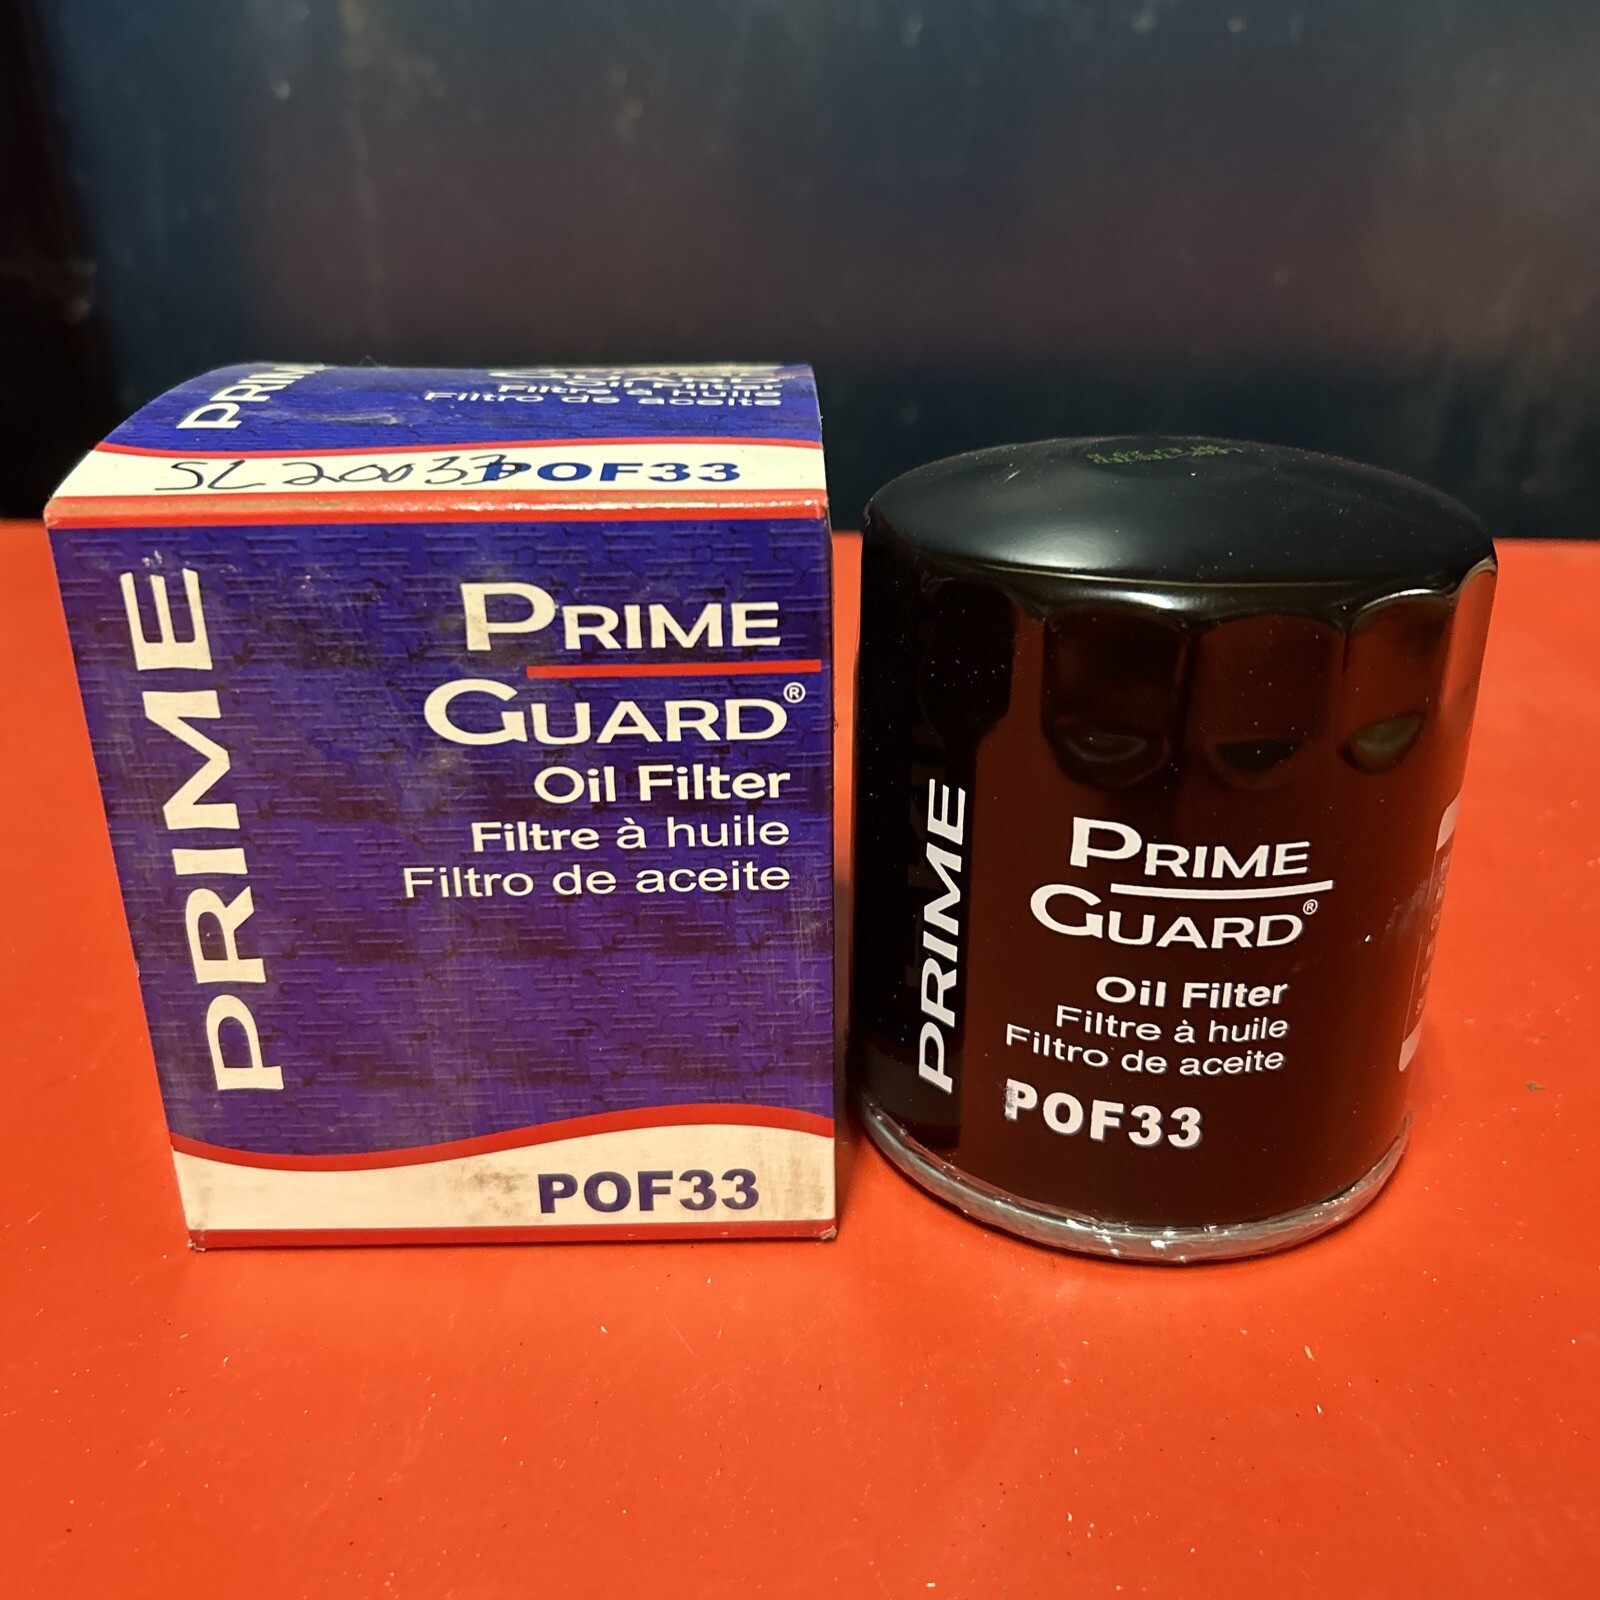 PRIME
Oil Filter
Filtre à huile
Filtro de aceite
SL 20033
POF33
PRIME
PRIME
GUARD®
Oil Filter
Filtre à huile
Filtro de aceite
POF33
PRIME
PRIME
GUARD®
Oil Filter
Filtre à huile
Filtro de aceite
POF33